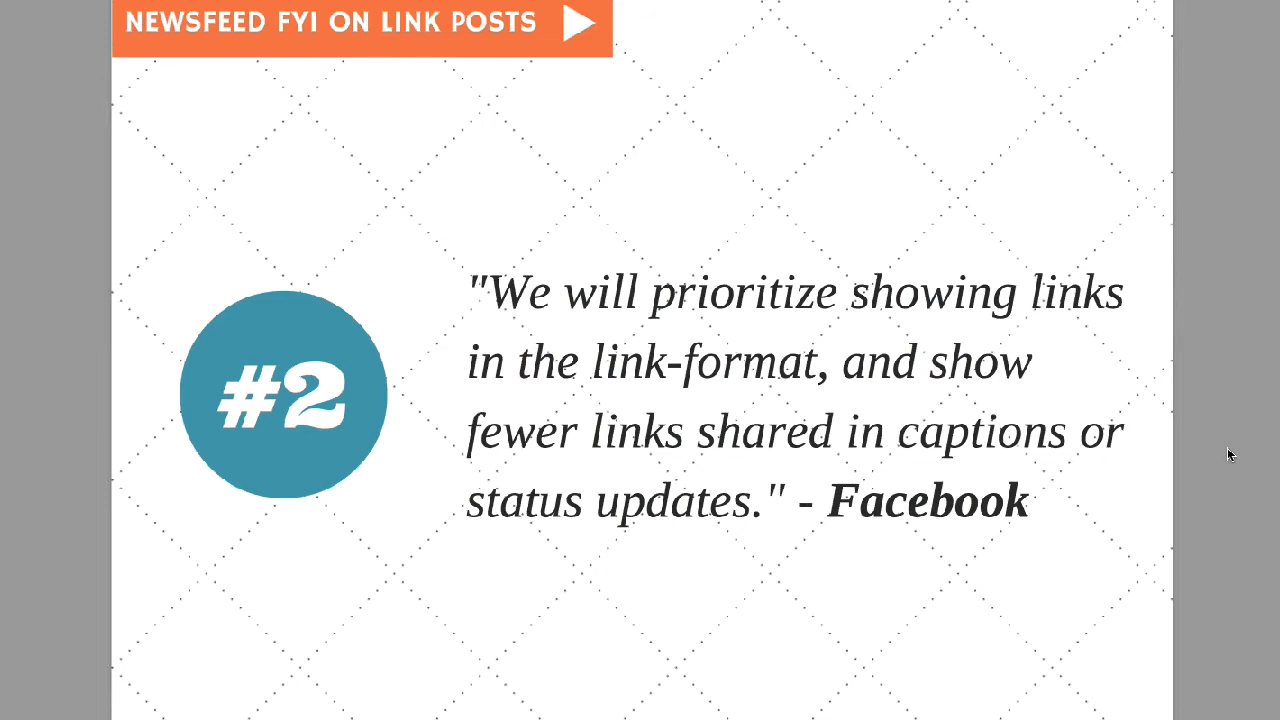 NEWSFEED FYI ON LINK POSTS
#2
"We will prioritize showing links
in the link-format, and show
fewer links shared in captions or
status updates." - Facebook